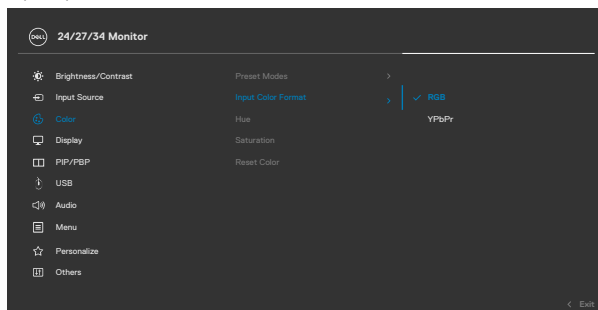 DELL 24/27/34 Monitor
Brightness/Contrast Preset Modes >
Input Source Input Color Format > ✓ RGB
Color Hue YPbPr
Display Saturation
PIP/PBP Reset Color
USB
Audio
Menu
Personalize
Others
< Exit